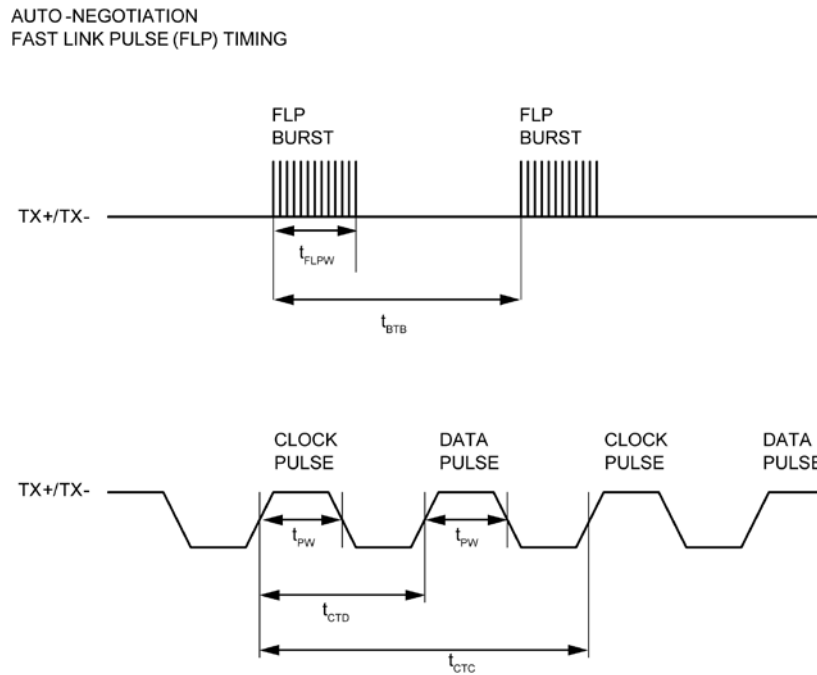 AUTO-NEGOTIATION
FAST LINK PULSE (FLP) TIMING
FLP
BURST
FLP
BURST
TX+/TX-
tFLPW
tBTB
CLOCK
PULSE
DATA
PULSE
CLOCK
PULSE
DATA
PULSE
TX+/TX-
tPW
tPW
tCTD
tCTC